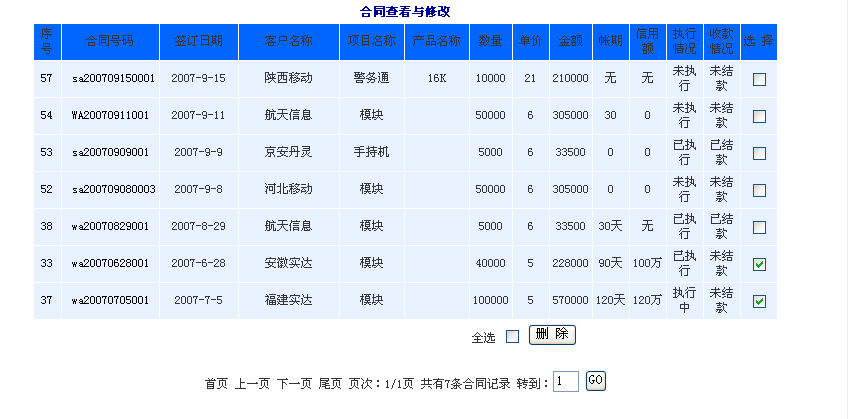 合同查看与修改
序号 合同号码 签订日期 客户名称 项目名称 产品名称 数量 单价 金额 帐期 信用额 执行情况 收款情况 选 择
57 sa200709150001 2007-9-15 陕西移动 警务通 16K 10000 21 210000 无 无 未执行 未结款
54 WA20070911001 2007-9-11 航天信息 模块 50000 6 305000 30 0 未执行 未结款
53 sa20070909001 2007-9-9 京安丹灵 手持机 5000 6 33500 0 0 已执行 已结款
52 sa200709080003 2007-9-8 河北移动 模块 50000 6 305000 0 0 未执行 未结款
38 wa20070829001 2007-8-29 航天信息 模块 5000 6 33500 30天 无 已执行 已结款
33 wa20070628001 2007-6-28 安徽实达 模块 40000 5 228000 90天 100万 已执行 未结款
37 wa20070705001 2007-7-5 福建实达 模块 100000 5 570000 120天 120万 执行中 未结款
全选 删 除
首页 上一页 下一页 尾页 页次：1/1页 共有7条合同记录 转到：1 GO